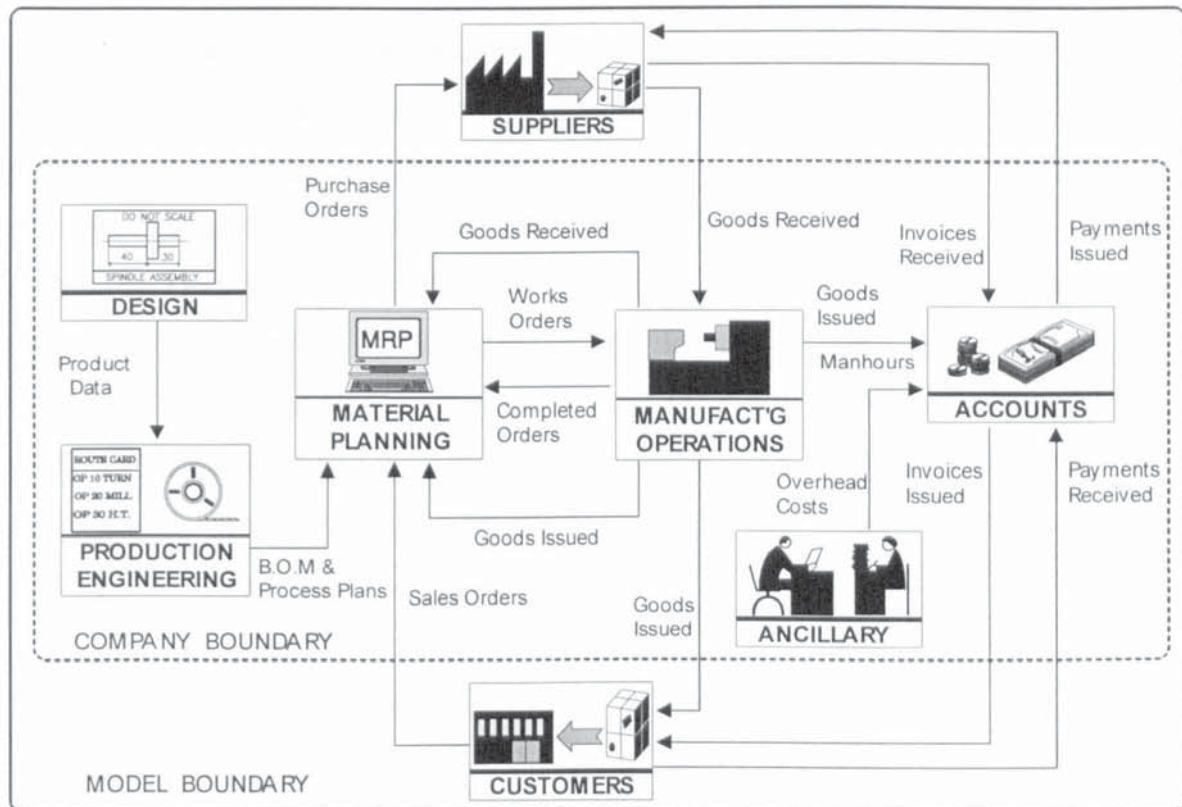 SUPPLIERS
Purchase
Orders
DO NOT SCALE
40
30
SPINDLE ASSEMBLY
DESIGN
Goods Received
Goods Received
Invoices
Received
Payments
Issued
Works
Orders
Goods
Issued
Manhours
MRP
Product
Data
MATERIAL
PLANNING
Completed
Orders
MANUFACT'G
OPERATIONS
ACCOUNTS
ROUTE CARD
OP 10 TURN
OP 20 MILL
OP 30 H.T.
PRODUCTION
ENGINEERING
B.O.M &
Process Plans
Goods Issued
Sales Orders
Overhead
Costs
Invoices
Issued
Payments
Received
Goods
Issued
ANCILLARY
COMPANY BOUNDARY
CUSTOMERS
MODEL BOUNDARY